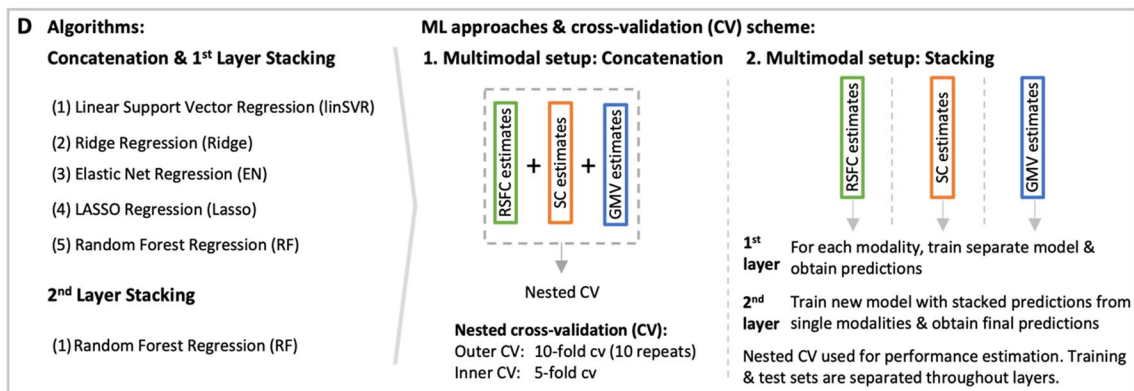 D Algorithms:
Concatenation & 1st Layer Stacking
(1) Linear Support Vector Regression (linSVR)
(2) Ridge Regression (Ridge)
(3) Elastic Net Regression (EN)
(4) LASSO Regression (Lasso)
(5) Random Forest Regression (RF)
2nd Layer Stacking
(1) Random Forest Regression (RF)
ML approaches & cross-validation (CV) scheme:
1. Multimodal setup: Concatenation
RSFC estimates
+
SC estimates
+
GMV estimates
Nested CV
Nested cross-validation (CV):
Outer CV: 10-fold cv (10 repeats)
Inner CV: 5-fold cv
2. Multimodal setup: Stacking
RSFC estimates
SC estimates
GMV estimates
1st layer
For each modality, train separate model &
obtain predictions
2nd layer
Train new model with stacked predictions from
single modalities & obtain final predictions
Nested CV used for performance estimation. Training
& test sets are separated throughout layers.